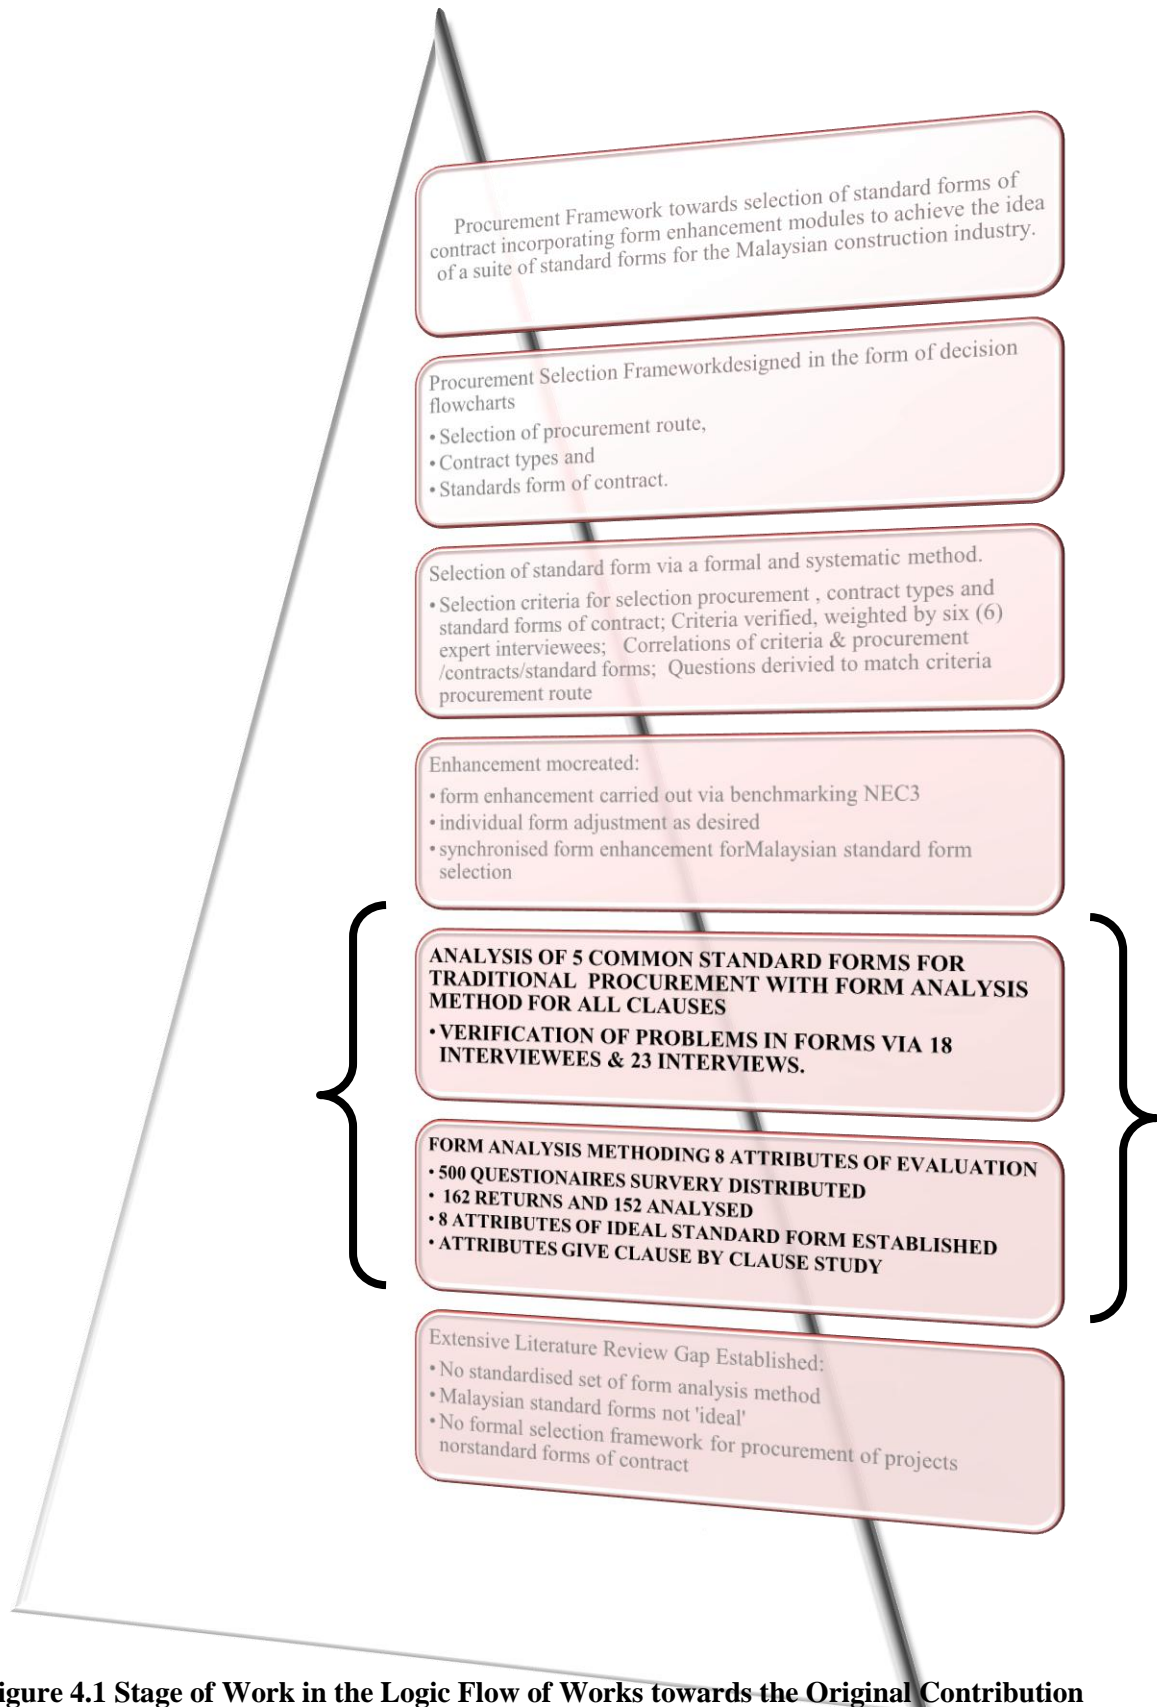 Procurement Framework towards selection of standard forms of
contract incorporating form enhancement modules to achieve the idea
of a suite of standard forms for the Malaysian construction industry.
Procurement Selection Frameworkdesigned in the form of decision
flowcharts
• Selection of procurement route,
• Contract types and
• Standards form of contract.
Selection of standard form via a formal and systematic method.
• Selection criteria for selection procurement , contract types and
standard forms of contract; Criteria verified, weighted by six (6)
expert interviewees; Correlations of criteria & procurement
/contracts/standard forms; Questions derivied to match criteria
procurement route
Enhancement mocreated:
• form enhancement carried out via benchmarking NEC3
• individual form adjustment as desired
• synchronised form enhancement forMalaysian standard form
selection
ANALYSIS OF 5 COMMON STANDARD FORMS FOR
TRADITIONAL PROCUREMENT WITH FORM ANALYSIS
METHOD FOR ALL CLAUSES
• VERIFICATION OF PROBLEMS IN FORMS VIA 18
INTERVIEWEES & 23 INTERVIEWS.
FORM ANALYSIS METHODING 8 ATTRIBUTES OF EVALUATION
• 500 QUESTIONAIRES SURVERY DISTRIBUTED
• 162 RETURNS AND 152 ANALYSED
• 8 ATTRIBUTES OF IDEAL STANDARD FORM ESTABLISHED
• ATTRIBUTES GIVE CLAUSE BY CLAUSE STUDY
Extensive Literature Review Gap Established:
• No standardised set of form analysis method
• Malaysian standard forms not 'ideal'
• No formal selection framework for procurement of projects
norstandard forms of contract
igure 4.1 Stage of Work in the Logic Flow of Works towards the Original Contribution